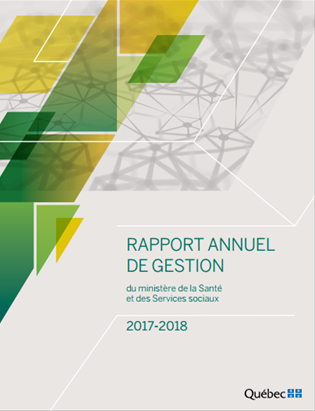 RAPPORT ANNUEL
DE GESTION
du ministère de la Santé
et des Services sociaux
2017-2018
Québec